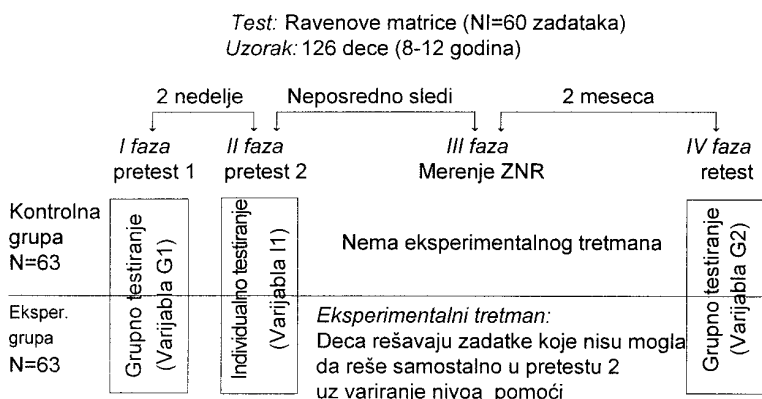 Test: Ravenove matrice (NI=60 zadataka)
Uzorak: 126 dece (8-12 godina)
2 nedelje
Neposredno sledi
2 meseca
I faza
pretest 1
II faza
pretest 2
III faza
Merenje ZNR
IV faza
retest
Kontrolna
grupa
N=63
Grupno testiranje
(Varijabla G1)
Individualno testiranje
(Varijabla I1)
Nema eksperimentalnog tretmana
Grupno testiranje
(Varijabla G2)
Eksper.
grupa
N=63
Eksperimentalni tretman:
Deca rešavaju zadatke koje nisu mogla
da reše samostalno u pretestu 2
uz variranje nivoa pomoći